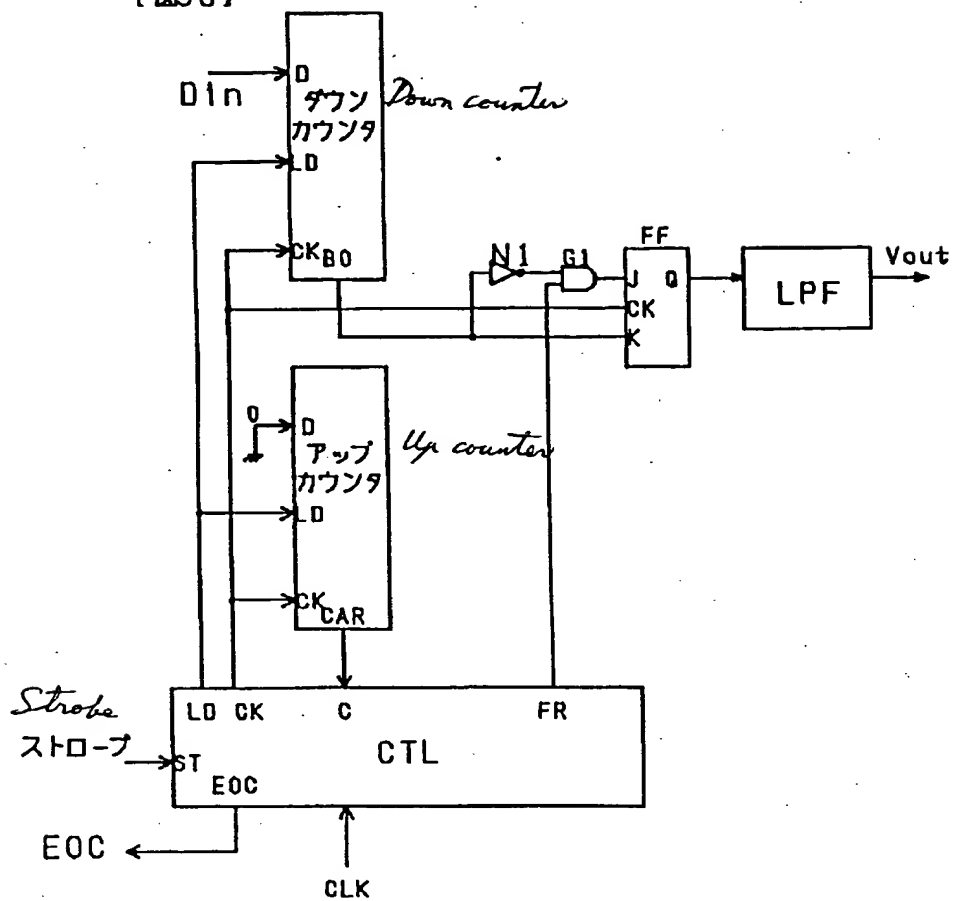 Din
D
ダウン
カウンタ
Down counter
LD
CK
BO
N1
G1
FF
J
Q
CK
K
LPF
Vout
0
D
アップ
カウンタ
Up counter
LD
CK
CAR
Strobe
ストローブ
LD
CK
C
FR
CTL
ST
EOC
EOC
CLK